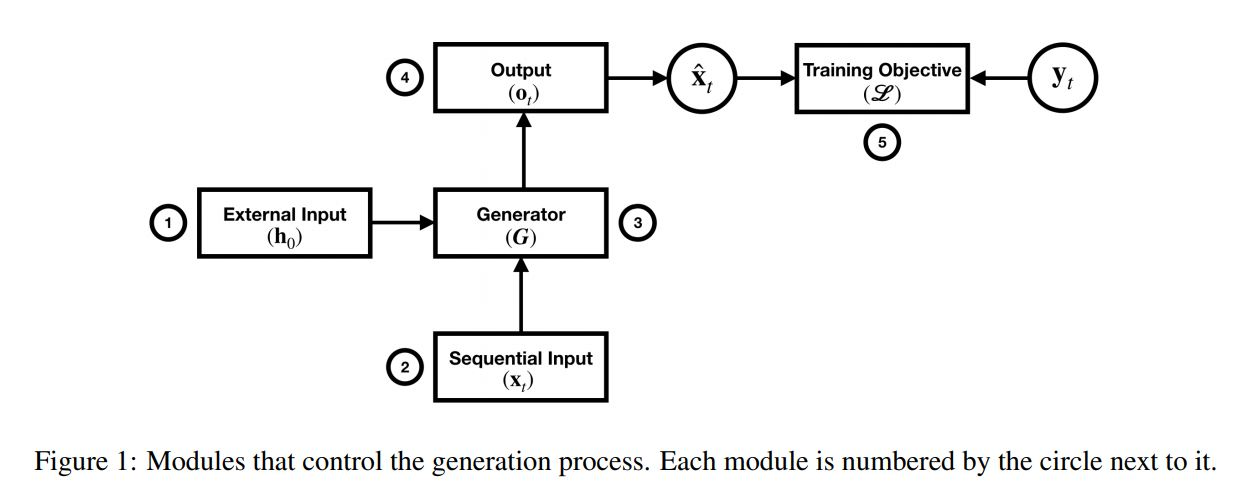 4
Output
(o_t)
x̂_t
Training Objective
(ℒ)
y_t
5
1
External Input
(h_0)
Generator
(G)
3
2
Sequential Input
(x_t)
Figure 1: Modules that control the generation process. Each module is numbered by the circle next to it.